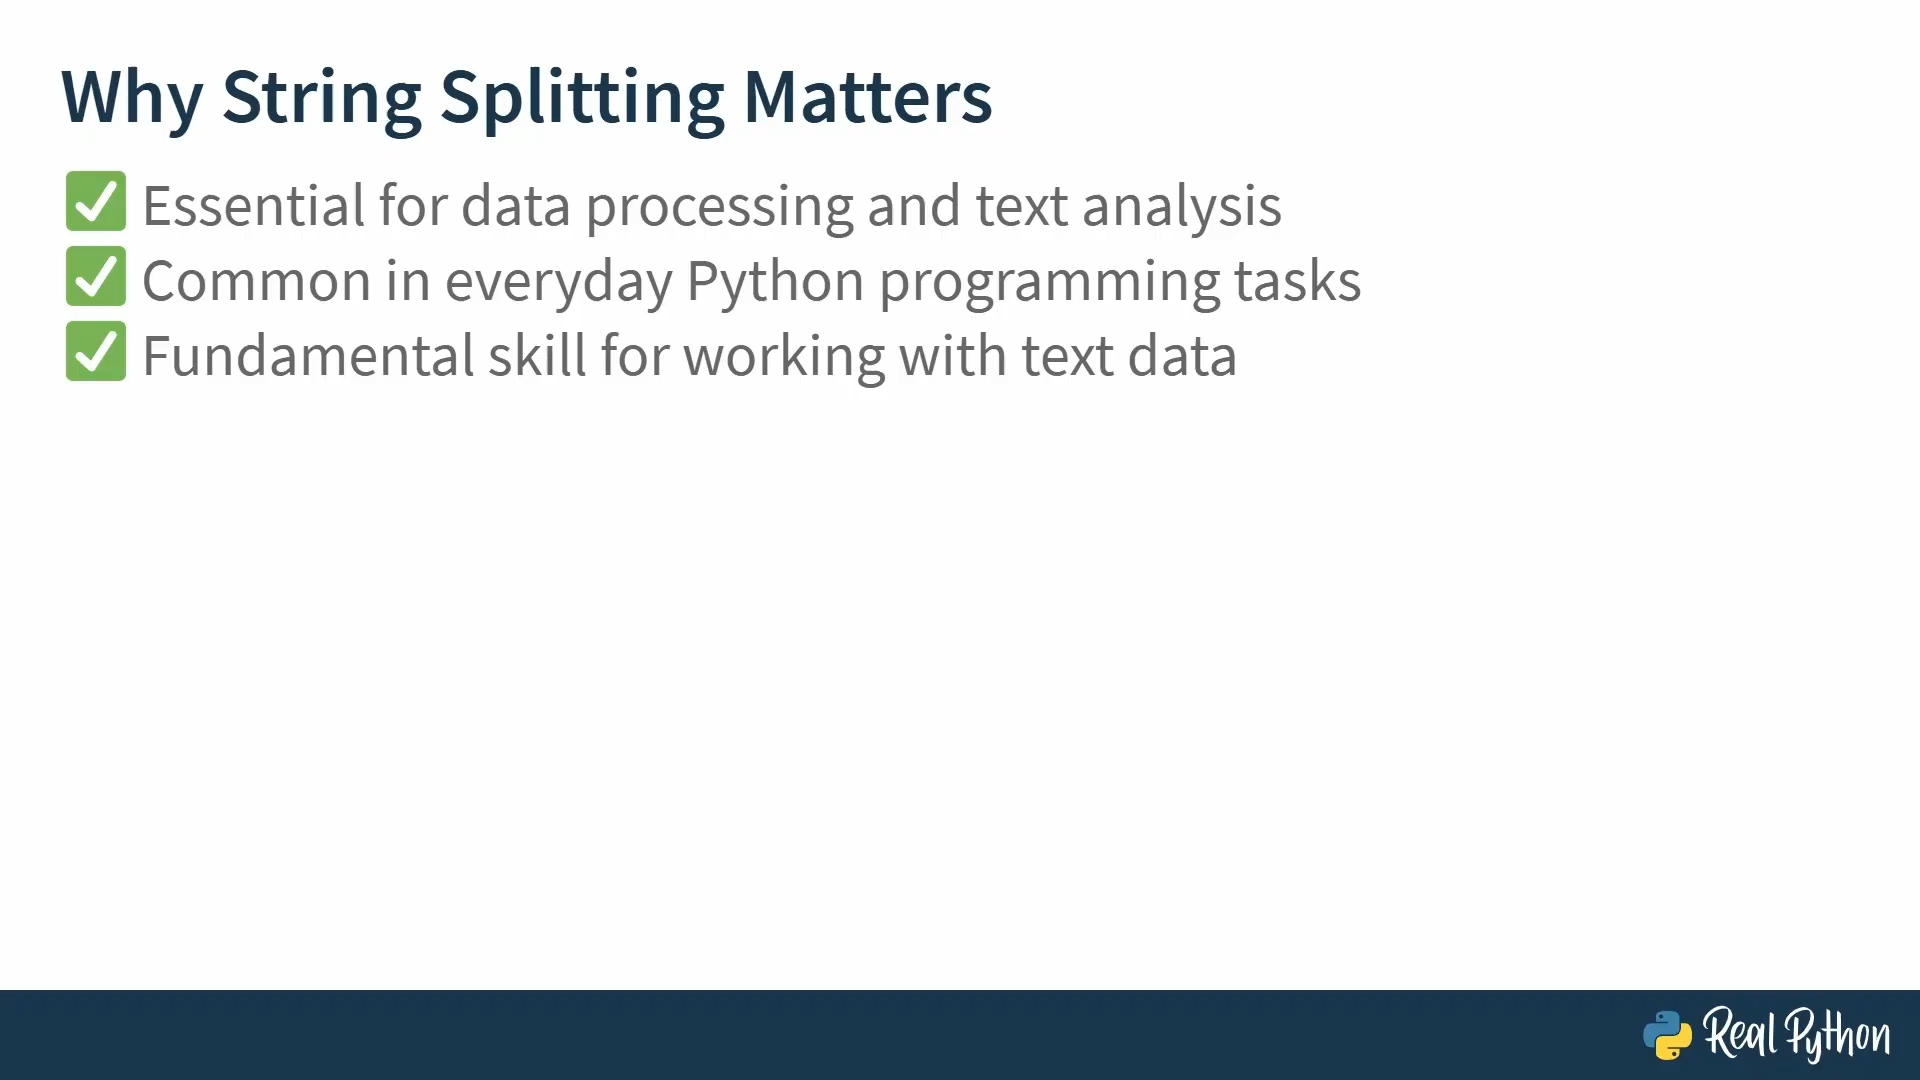 Why String Splitting Matters
✅ Essential for data processing and text analysis
✅ Common in everyday Python programming tasks
✅ Fundamental skill for working with text data
Real Python